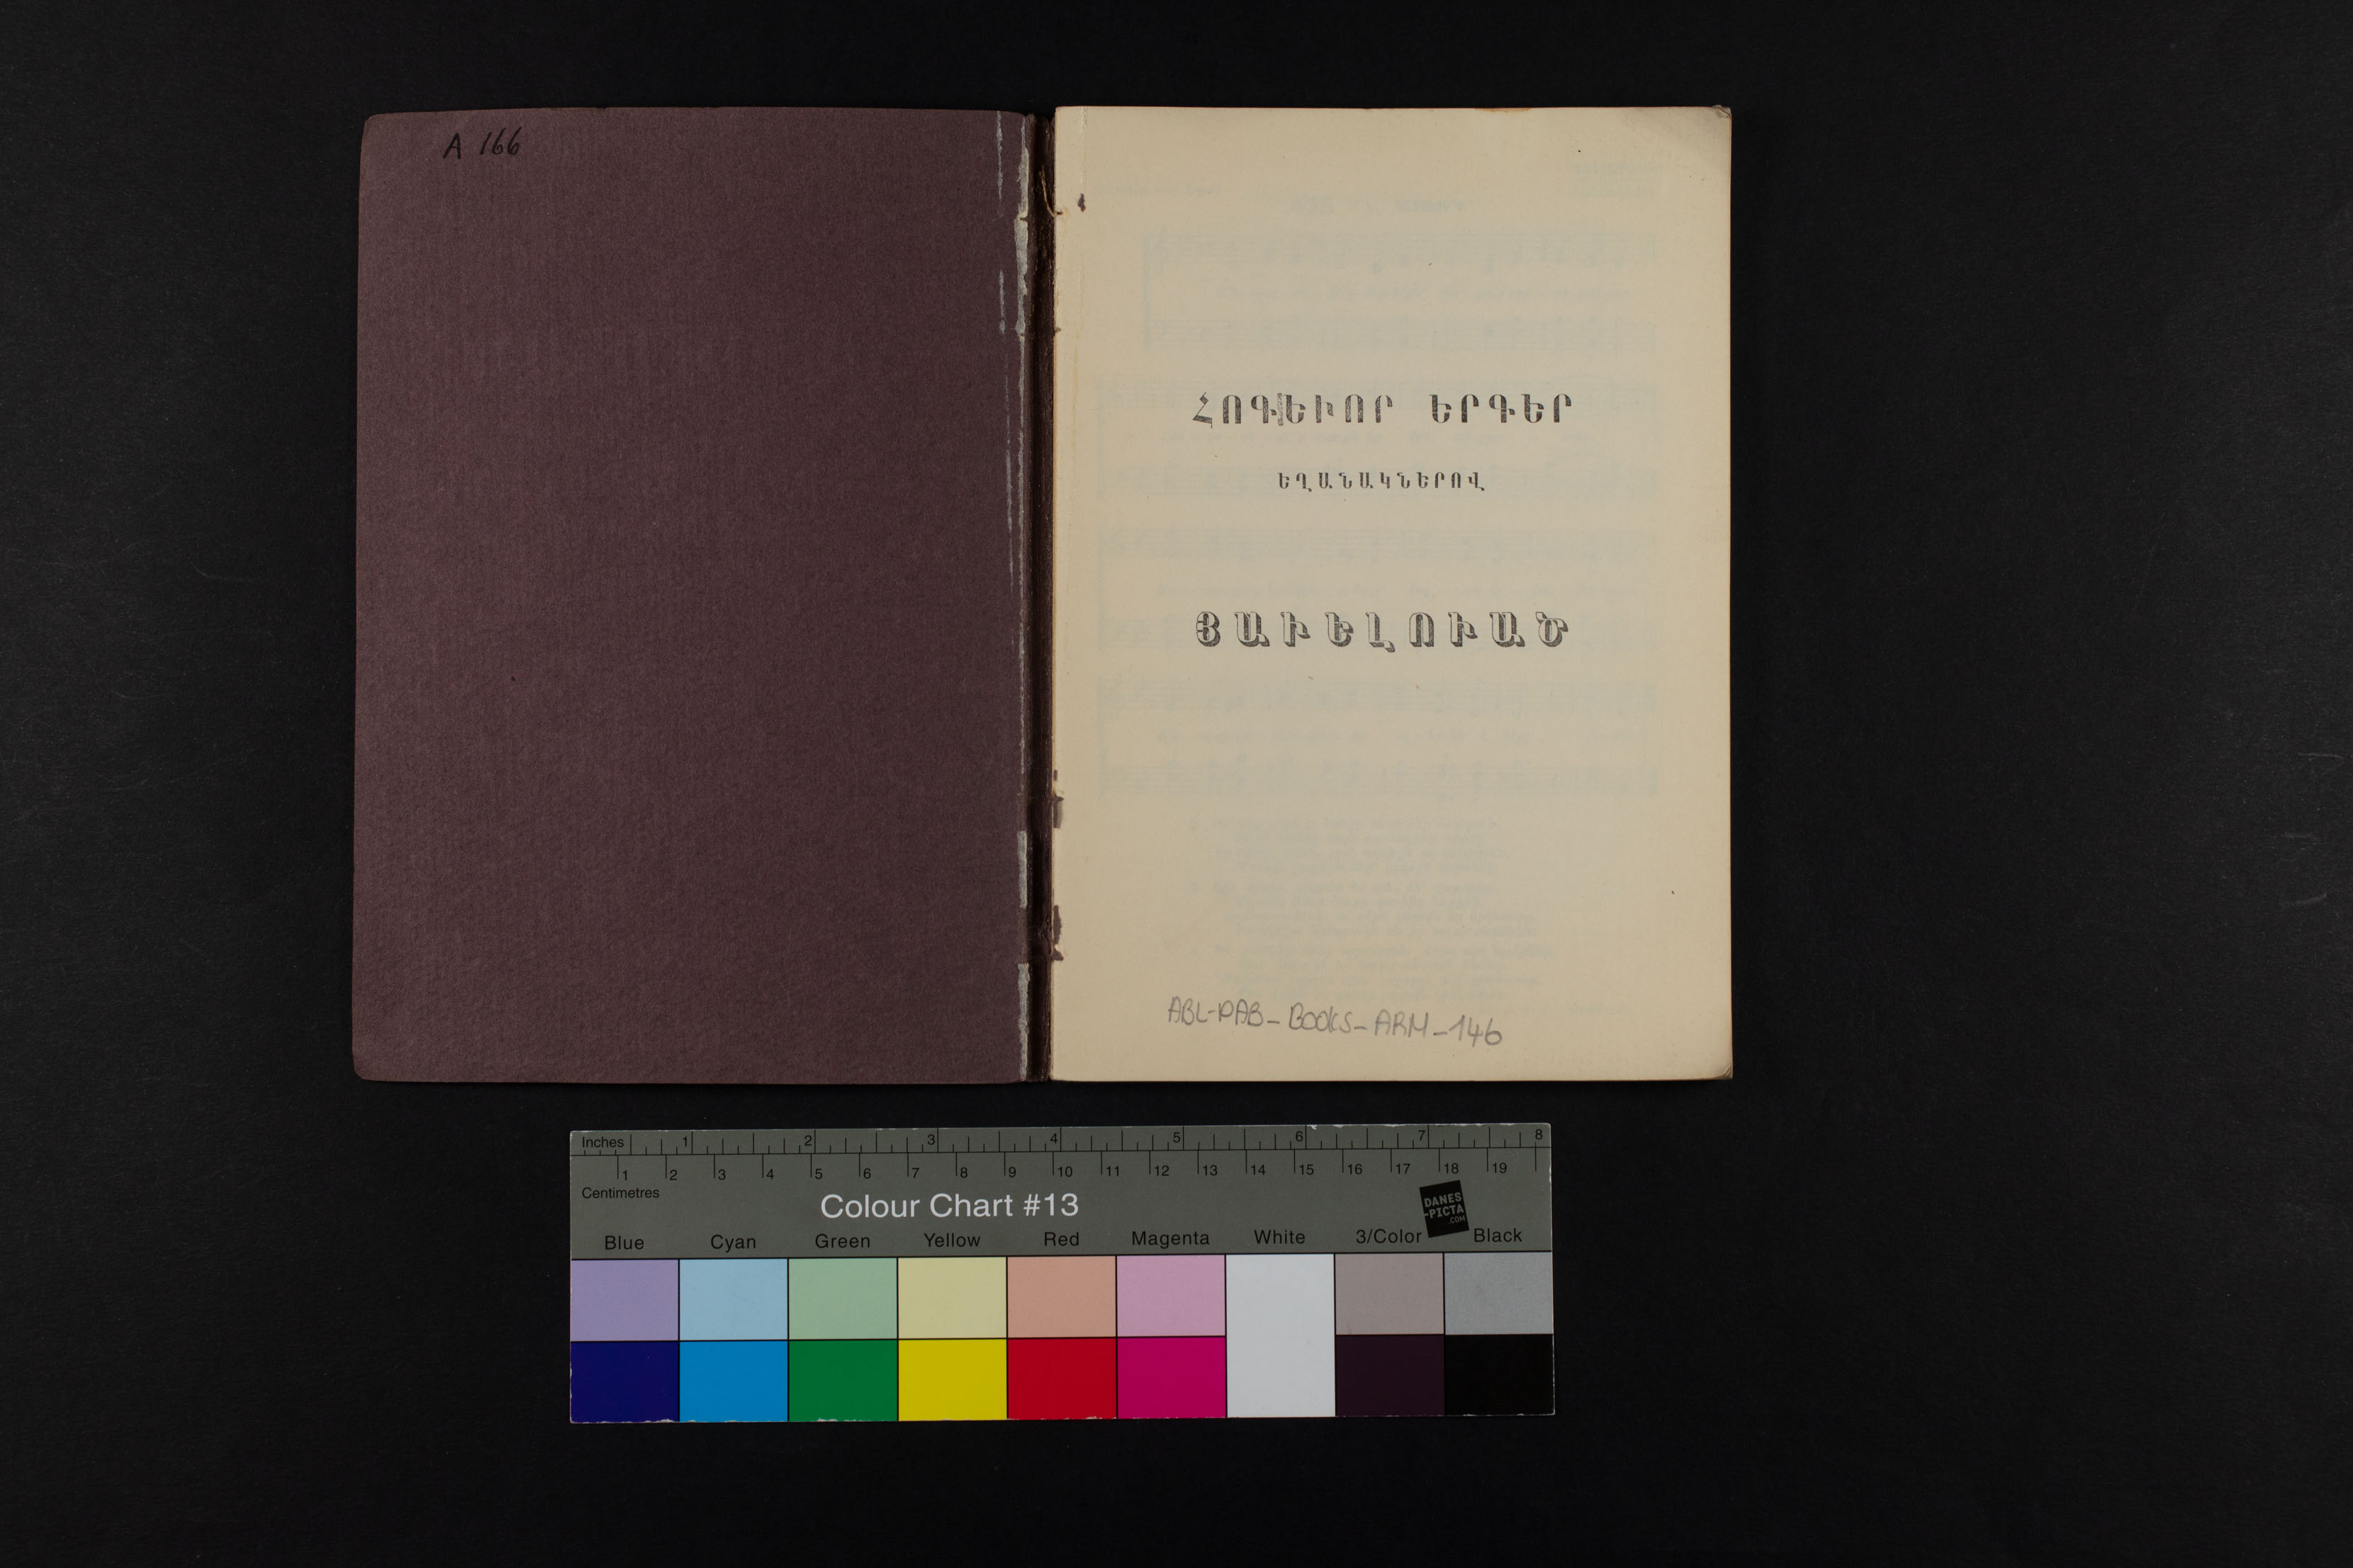 A 166
ՀՈԳԵՒՈՐ ԵՐԳԵՐ
ԵՂԱՆԱԿՆԵՐՈՎ
ՅԱՒԵԼՈՒԱԾ
ABL-PAB-BOOKS-ARM-146
Inches 1 2 3 4 5 6 7 8
1 2 3 4 5 6 7 8 9 10 11 12 13 14 15 16 17 18 19
Centimetres
Colour Chart #13
DANES
-PICTA
.COM
Blue Cyan Green Yellow Red Magenta White 3/Color Black